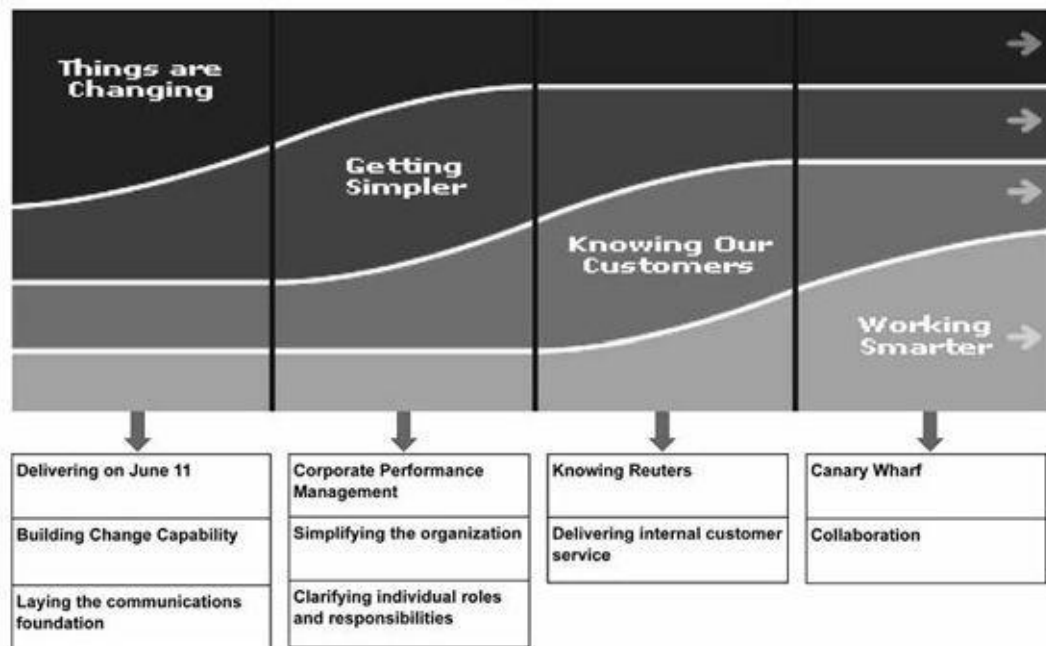 Things are
Changing
Getting
Simpler
Knowing Our
Customers
Working
Smarter
Delivering on June 11
Building Change Capability
Laying the communications
foundation
Corporate Performance
Management
Simplifying the organization
Clarifying individual roles
and responsibilities
Knowing Reuters
Delivering internal customer
service
Canary Wharf
Collaboration